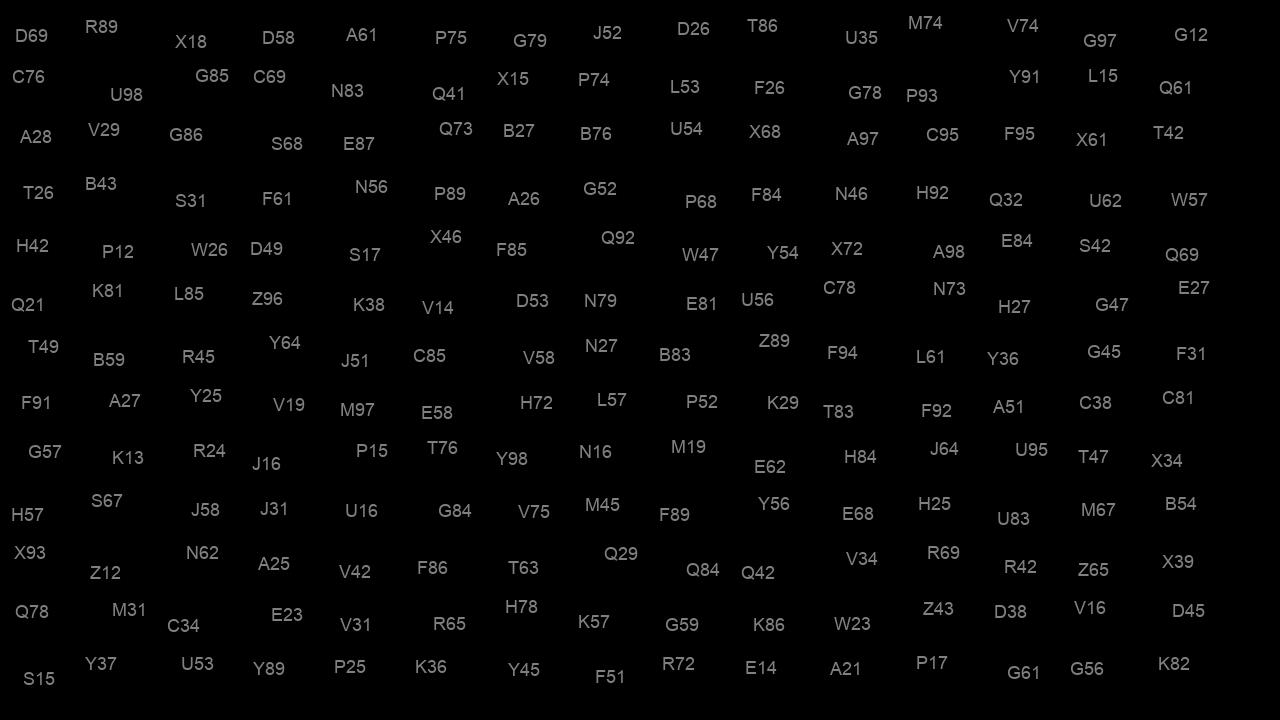 D69 R89 X18 D58 A61 P75 G79 J52 D26 T86 U35 M74 V74 G97 G12
C76 U98 G85 C69 N83 Q41 X15 P74 L53 F26 G78 P93 Y91 L15 Q61
A28 V29 G86 S68 E87 Q73 B27 B76 U54 X68 A97 C95 F95 X61 T42
T26 B43 S31 F61 N56 P89 A26 G52 P68 F84 N46 H92 Q32 U62 W57
H42 P12 W26 D49 S17 X46 F85 Q92 W47 Y54 X72 A98 E84 S42 Q69
Q21 K81 L85 Z96 K38 V14 D53 N79 E81 U56 C78 N73 H27 G47 E27
T49 B59 R45 Y64 J51 C85 V58 N27 B83 Z89 F94 L61 Y36 G45 F31
F91 A27 Y25 V19 M97 E58 H72 L57 P52 K29 T83 F92 A51 C38 C81
G57 K13 R24 J16 P15 T76 Y98 N16 M19 E62 H84 J64 U95 T47 X34
H57 S67 J58 J31 U16 G84 V75 M45 F89 Y56 E68 H25 U83 M67 B54
X93 Z12 N62 A25 V42 F86 T63 Q29 Q84 Q42 V34 R69 R42 Z65 X39
Q78 M31 C34 E23 V31 R65 H78 K57 G59 K86 W23 Z43 D38 V16 D45
S15 Y37 U53 Y89 P25 K36 Y45 F51 R72 E14 A21 P17 G61 G56 K82